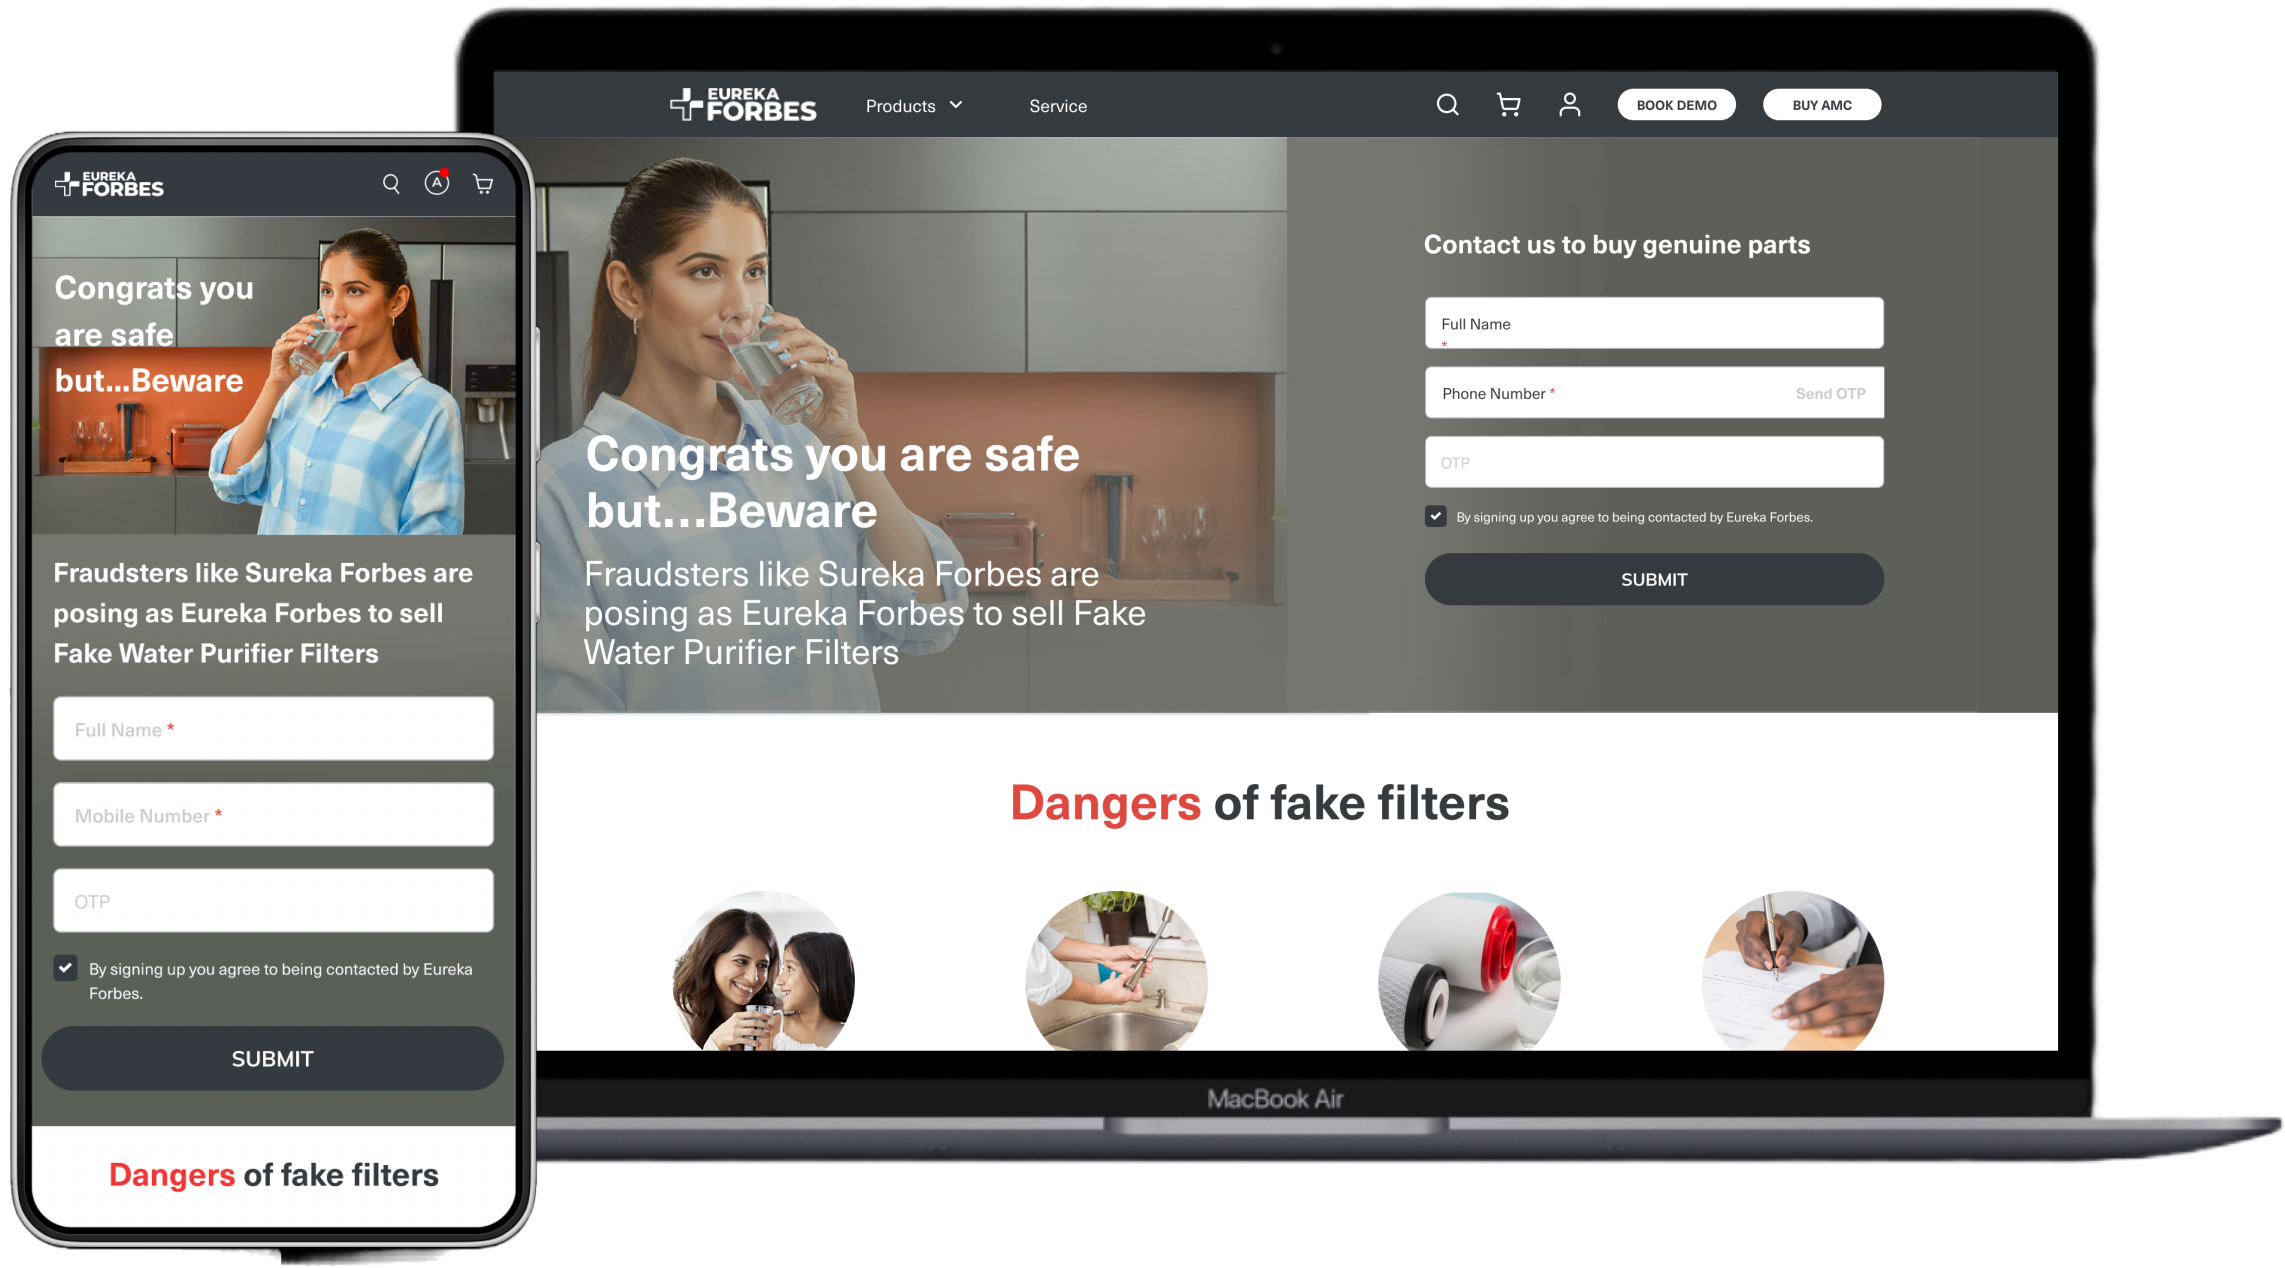 EUREKA
FORBES
Congrats you
are safe
but...Beware
Fraudsters like Sureka Forbes are
posing as Eureka Forbes to sell
Fake Water Purifier Filters
Full Name *
Mobile Number *
OTP
By signing up you agree to being contacted by Eureka
Forbes.
SUBMIT
Dangers of fake filters
EUREKA
FORBES
Products
Service
BOOK DEMO
BUY AMC
Congrats you are safe
but...Beware
Fraudsters like Sureka Forbes are
posing as Eureka Forbes to sell Fake
Water Purifier Filters
Contact us to buy genuine parts
Full Name
*
Phone Number *
Send OTP
OTP
By signing up you agree to being contacted by Eureka Forbes.
SUBMIT
Dangers of fake filters
MacBook Air